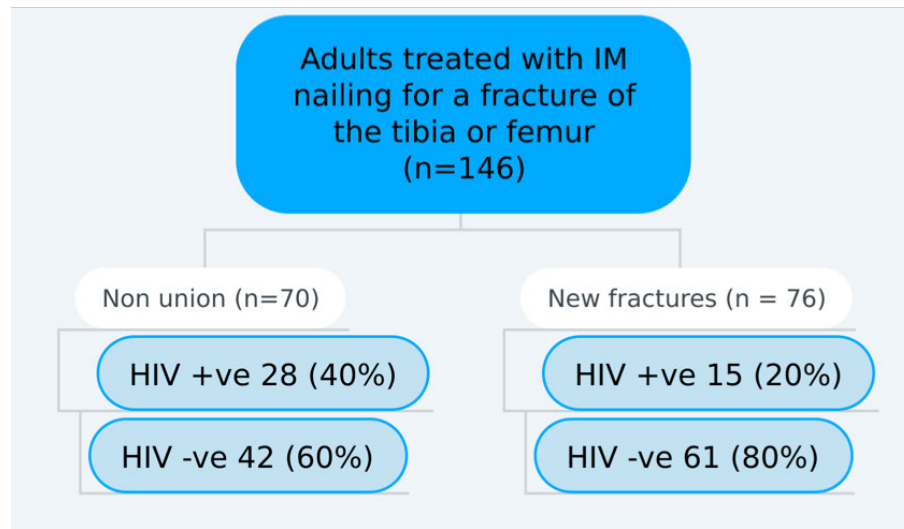 Adults treated with IM
nailing for a fracture of
the tibia or femur
(n=146)
Non union (n=70)
HIV +ve 28 (40%)
HIV -ve 42 (60%)
New fractures (n = 76)
HIV +ve 15 (20%)
HIV -ve 61 (80%)